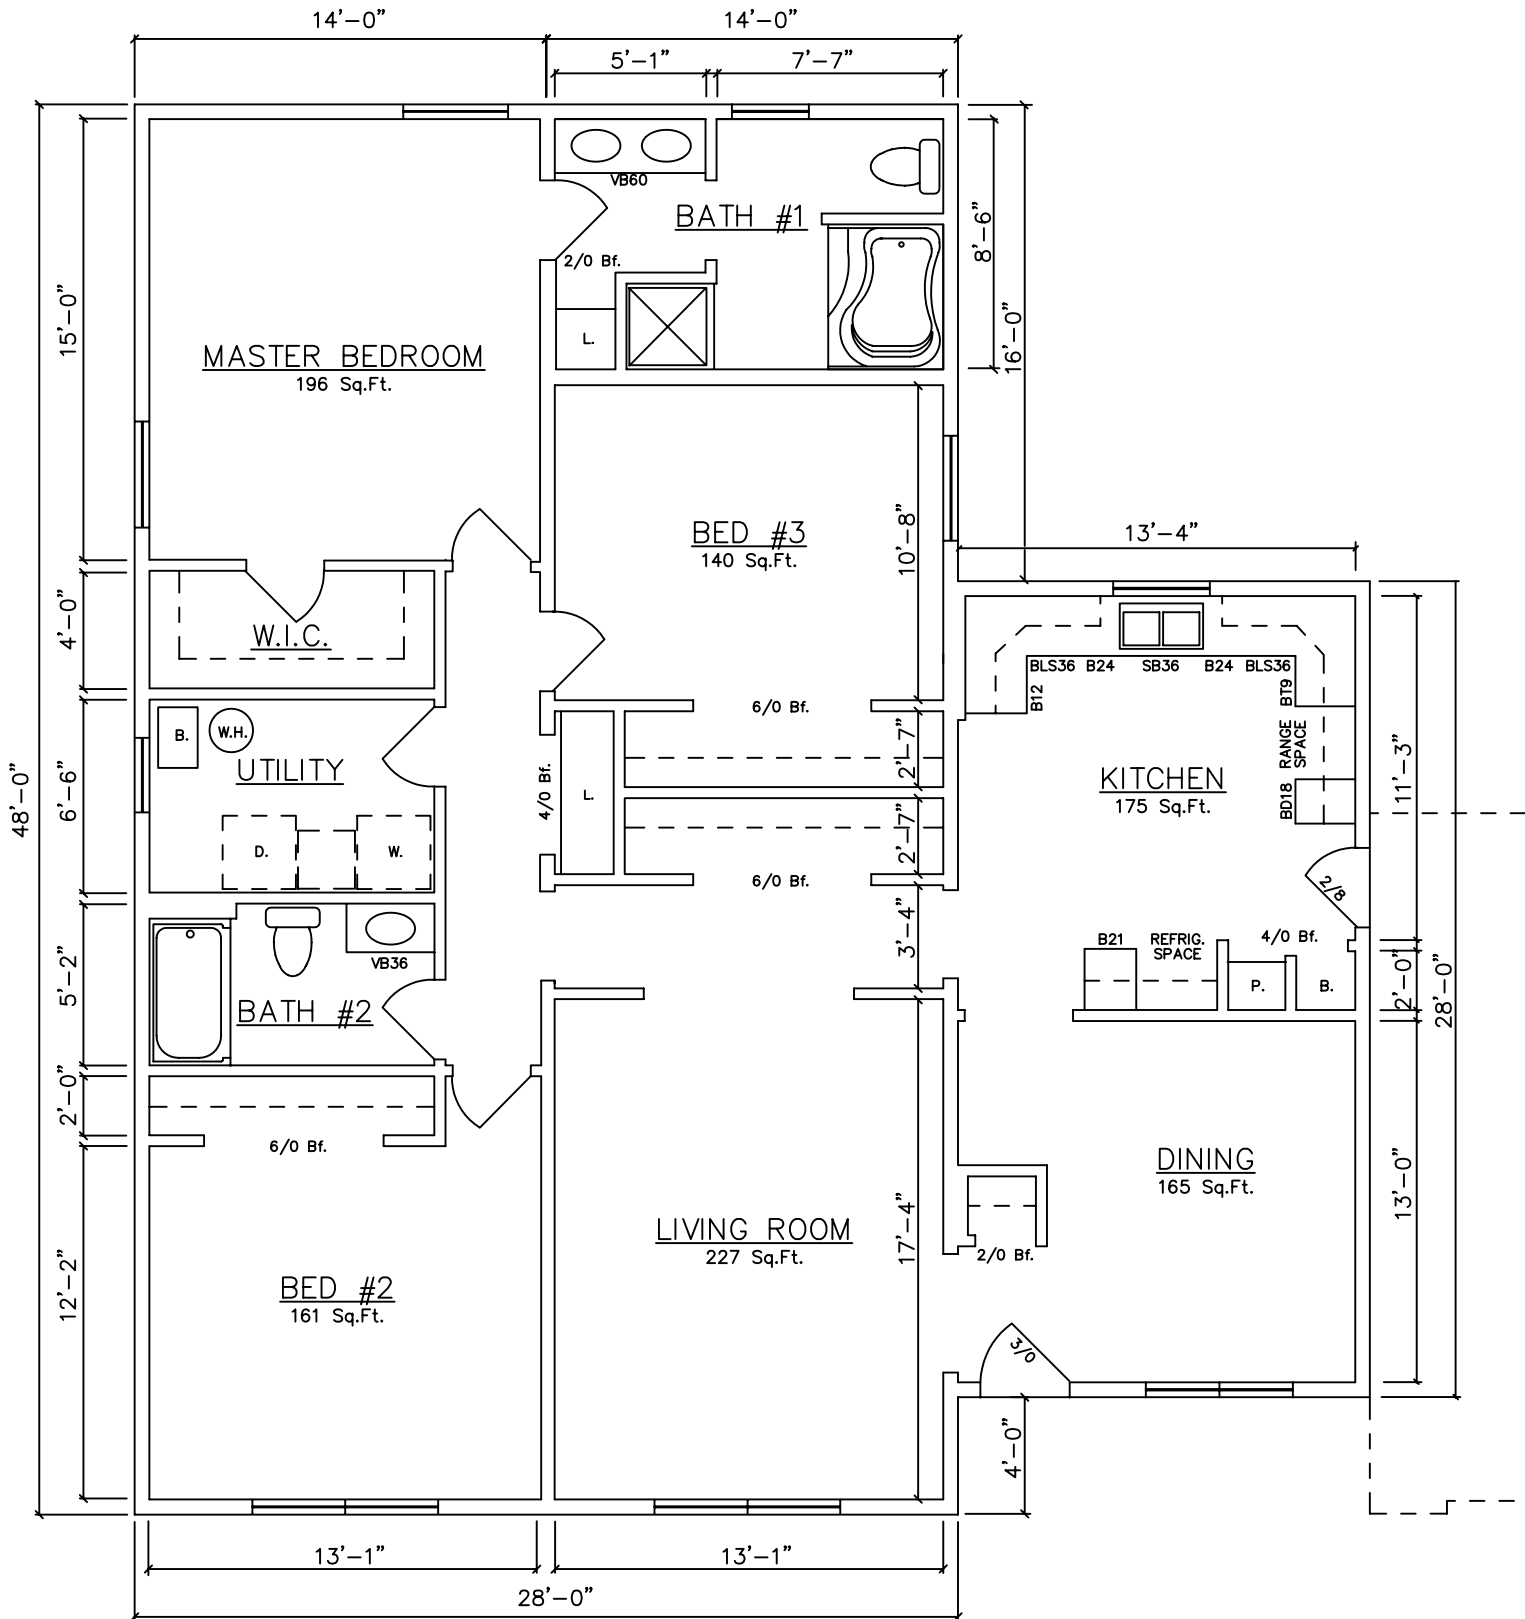 14'-0"
14'-0"
5'-1"
7'-7"
VB60
BATH #1
2/0 Bf.
L.
8'-6"
16'-0"
15'-0"
MASTER BEDROOM
196 Sq.Ft.
BED #3
140 Sq.Ft.
10'-8"
13'-4"
4'-0"
W.I.C.
BLS36 B24 SB36 B24 BLS36
B12
BT9
6/0 Bf.
B.
W.H.
UTILITY
6'-6"
48'-0"
4/0 Bf.
L.
2'-7"
RANGE
SPACE
KITCHEN
175 Sq.Ft.
BD18
11'-3"
D.
W.
2'-7"
6/0 Bf.
2/8
5'-2"
VB36
BATH #2
3'-4"
B21
REFRIG.
SPACE
4/0 Bf.
P.
B.
2'-0"
28'-0"
2'-0"
6/0 Bf.
DINING
165 Sq.Ft.
13'-0"
LIVING ROOM
227 Sq.Ft.
17'-4"
2/0 Bf.
12'-2"
BED #2
161 Sq.Ft.
3/0
4'-0"
13'-1"
13'-1"
28'-0"